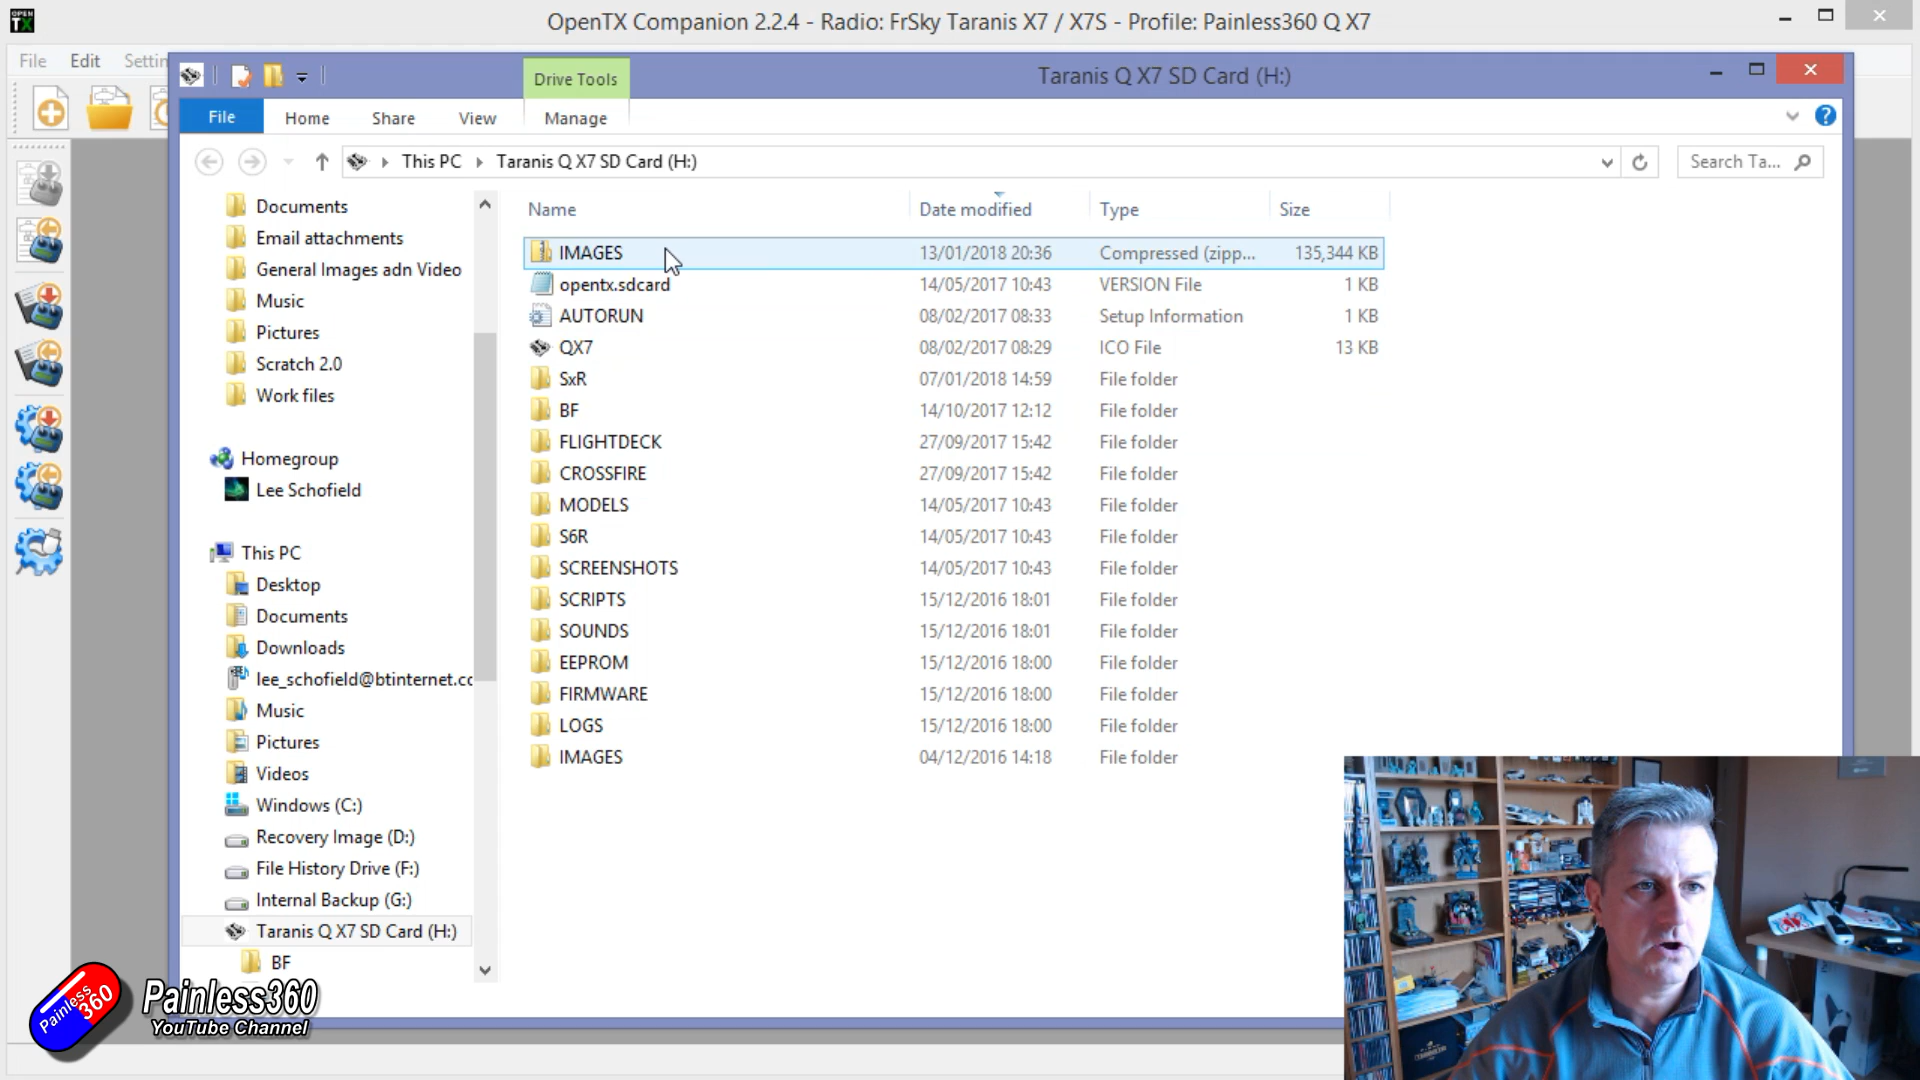 OPEN
TX
OpenTX Companion 2.2.4 - Radio: FrSky Taranis X7 / X7S - Profile: Painless360 Q X7
File Edit Settin
Drive Tools
Taranis Q X7 SD Card (H:)
File Home Share View Manage
This PC Taranis Q X7 SD Card (H:) Search Ta...
Name Date modified Type Size
IMAGES 13/01/2018 20:36 Compressed (zipp... 135,344 KB
opentx.sdcard 14/05/2017 10:43 VERSION File 1 KB
AUTORUN 08/02/2017 08:33 Setup Information 1 KB
QX7 08/02/2017 08:29 ICO File 13 KB
SxR 07/01/2018 14:59 File folder
BF 14/10/2017 12:12 File folder
FLIGHTDECK 27/09/2017 15:42 File folder
CROSSFIRE 27/09/2017 15:42 File folder
MODELS 14/05/2017 10:43 File folder
S6R 14/05/2017 10:43 File folder
SCREENSHOTS 14/05/2017 10:43 File folder
SCRIPTS 15/12/2016 18:01 File folder
SOUNDS 15/12/2016 18:01 File folder
EEPROM 15/12/2016 18:00 File folder
FIRMWARE 15/12/2016 18:00 File folder
LOGS 15/12/2016 18:00 File folder
IMAGES 04/12/2016 14:18 File folder
Documents
Email attachments
General Images adn Video
Music
Pictures
Scratch 2.0
Work files
Homegroup
Lee Schofield
This PC
Desktop
Documents
Downloads
lee_schofield@btinternet.cc
Music
Pictures
Videos
Windows (C:)
Recovery Image (D:)
File History Drive (F:)
Internal Backup (G:)
Taranis Q X7 SD Card (H:)
BF
Painless
360
Painless360
YouTube Channel